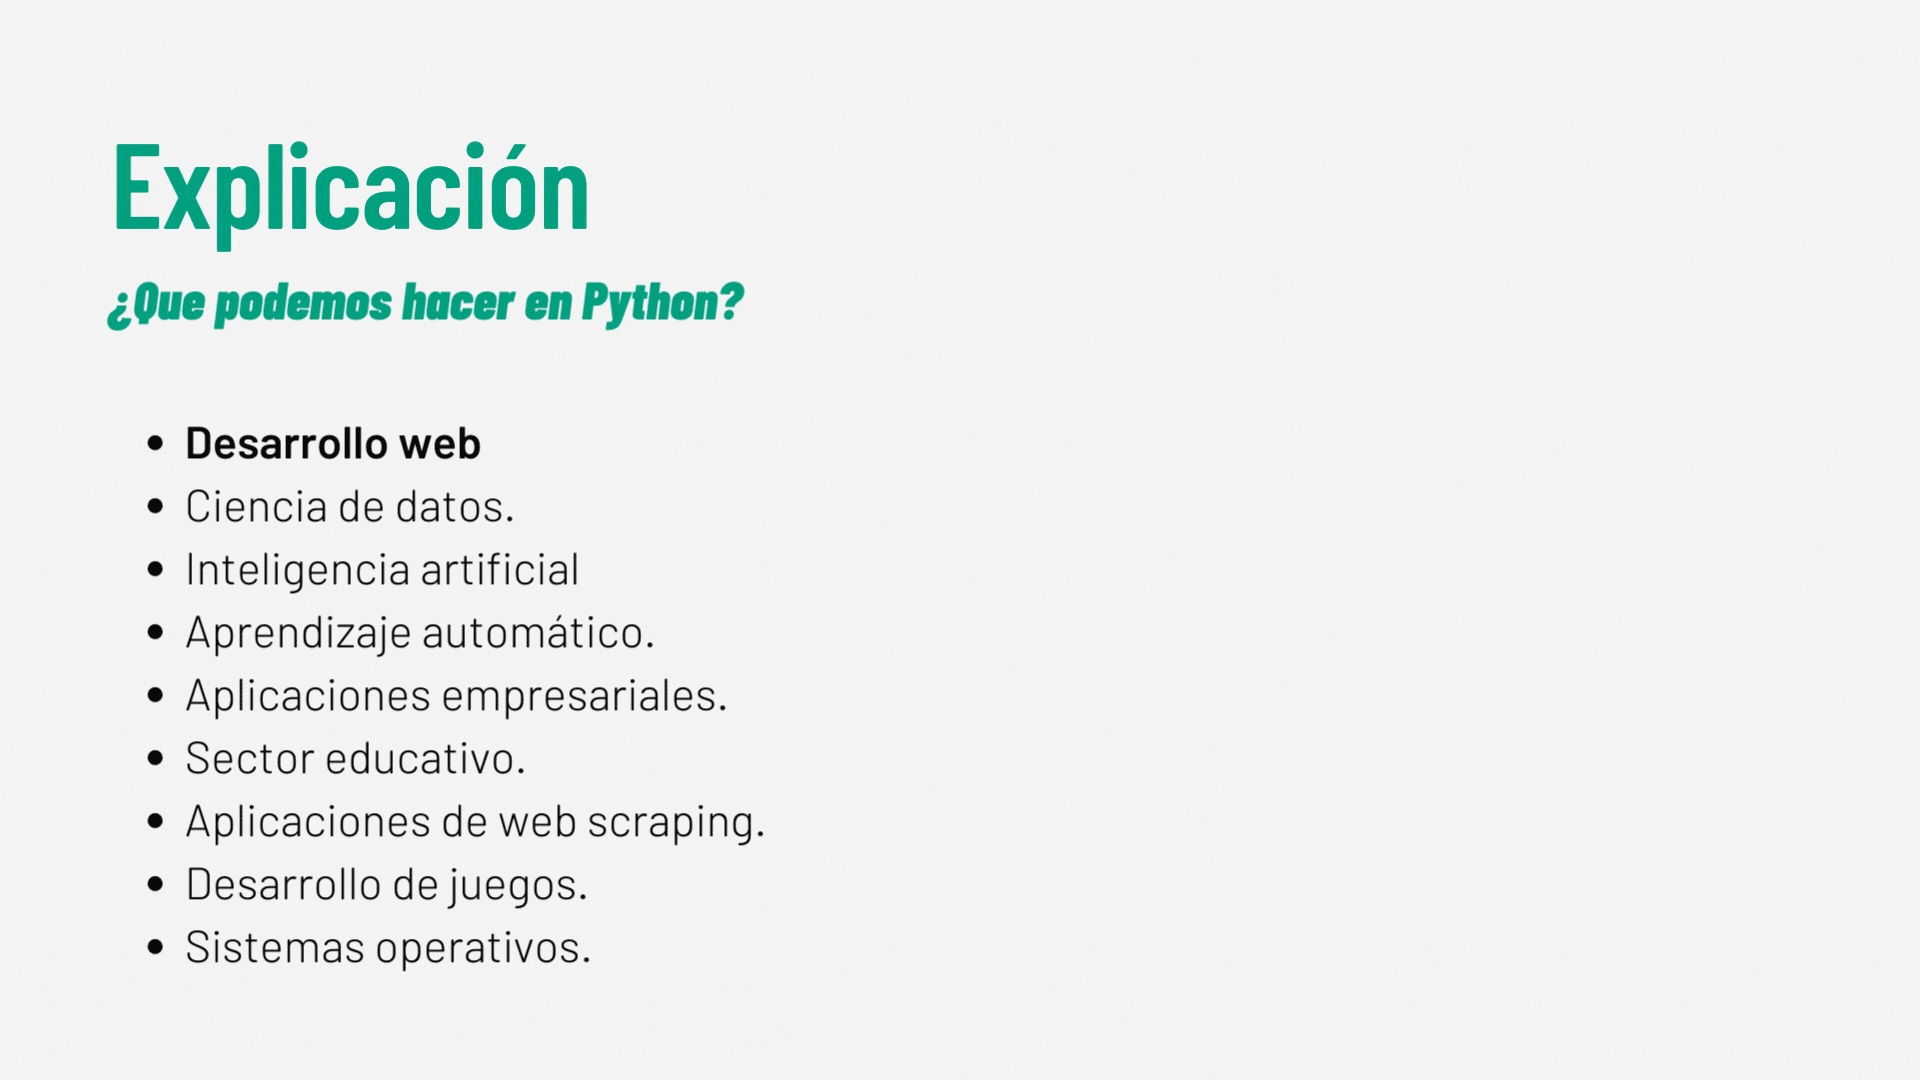 Explicación
¿Que podemos hacer en Python?
• Desarrollo web
• Ciencia de datos.
• Inteligencia artificial
• Aprendizaje automático.
• Aplicaciones empresariales.
• Sector educativo.
• Aplicaciones de web scraping.
• Desarrollo de juegos.
• Sistemas operativos.